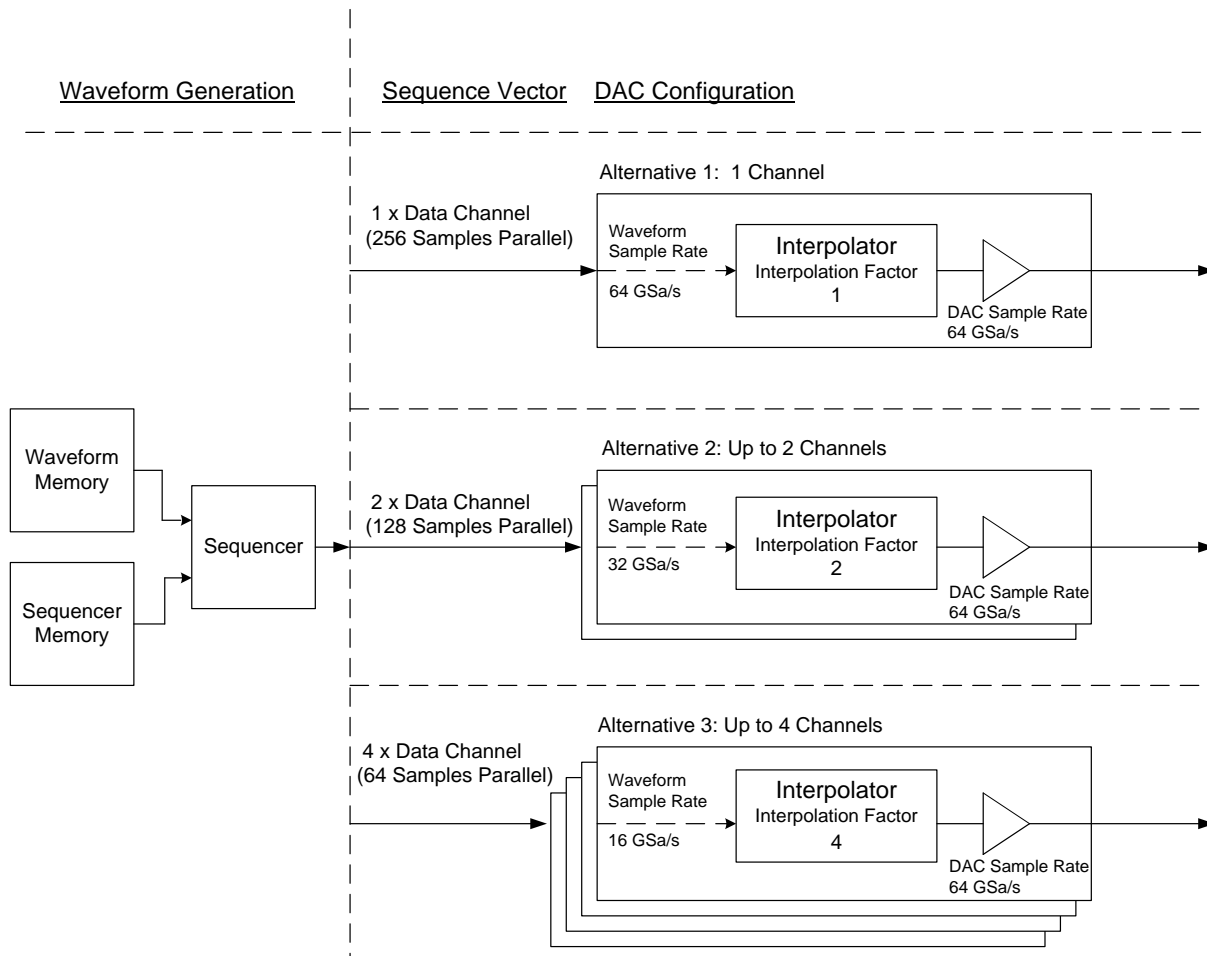 Waveform Generation
Sequence Vector
DAC Configuration
Alternative 1:  1 Channel
1 x Data Channel
(256 Samples Parallel)
Waveform
Sample Rate
64 GSa/s
Interpolator
Interpolation Factor
1
DAC Sample Rate
64 GSa/s
Waveform
Memory
Sequencer
Memory
Sequencer
Alternative 2: Up to 2 Channels
2 x Data Channel
(128 Samples Parallel)
Waveform
Sample Rate
32 GSa/s
Interpolator
Interpolation Factor
2
DAC Sample Rate
64 GSa/s
Alternative 3: Up to 4 Channels
4 x Data Channel
(64 Samples Parallel)
Waveform
Sample Rate
16 GSa/s
Interpolator
Interpolation Factor
4
DAC Sample Rate
64 GSa/s